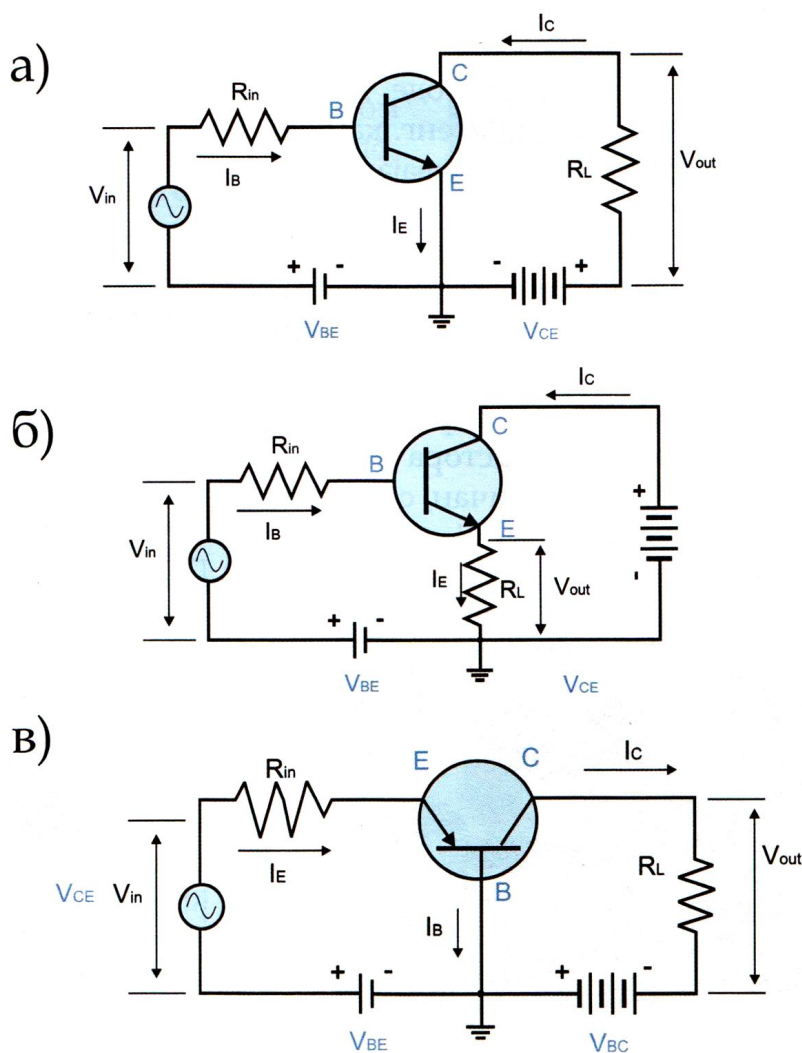 а)
IC
C
Rin
B
IB
Vin
E
IE
RL
Vout
+ -
- +
VBE
VCE
б)
IC
C
Rin
B
IB
Vin
E
IE
RL
Vout
+
-
+ -
VBE
VCE
в)
E
C
IC
Rin
IE
VCE
Vin
B
IB
RL
Vout
+ -
+ -
VBE
VBC